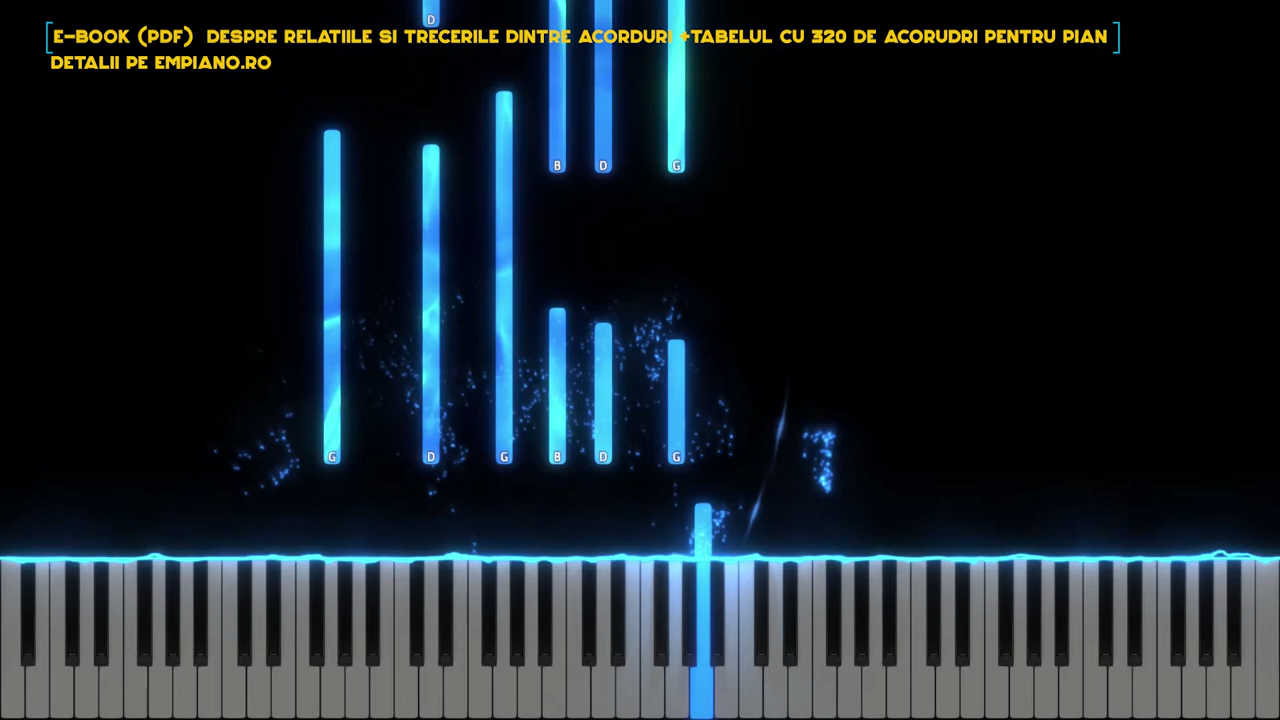 E-BOOK (PDF) DESPRE RELATIILE SI TRECERILE DINTRE ACORDURI +TABELUL CU 320 DE ACORUDRI PENTRU PIAN
DETALII PE EMPIANO.RO
D
B D G
G D G B D G